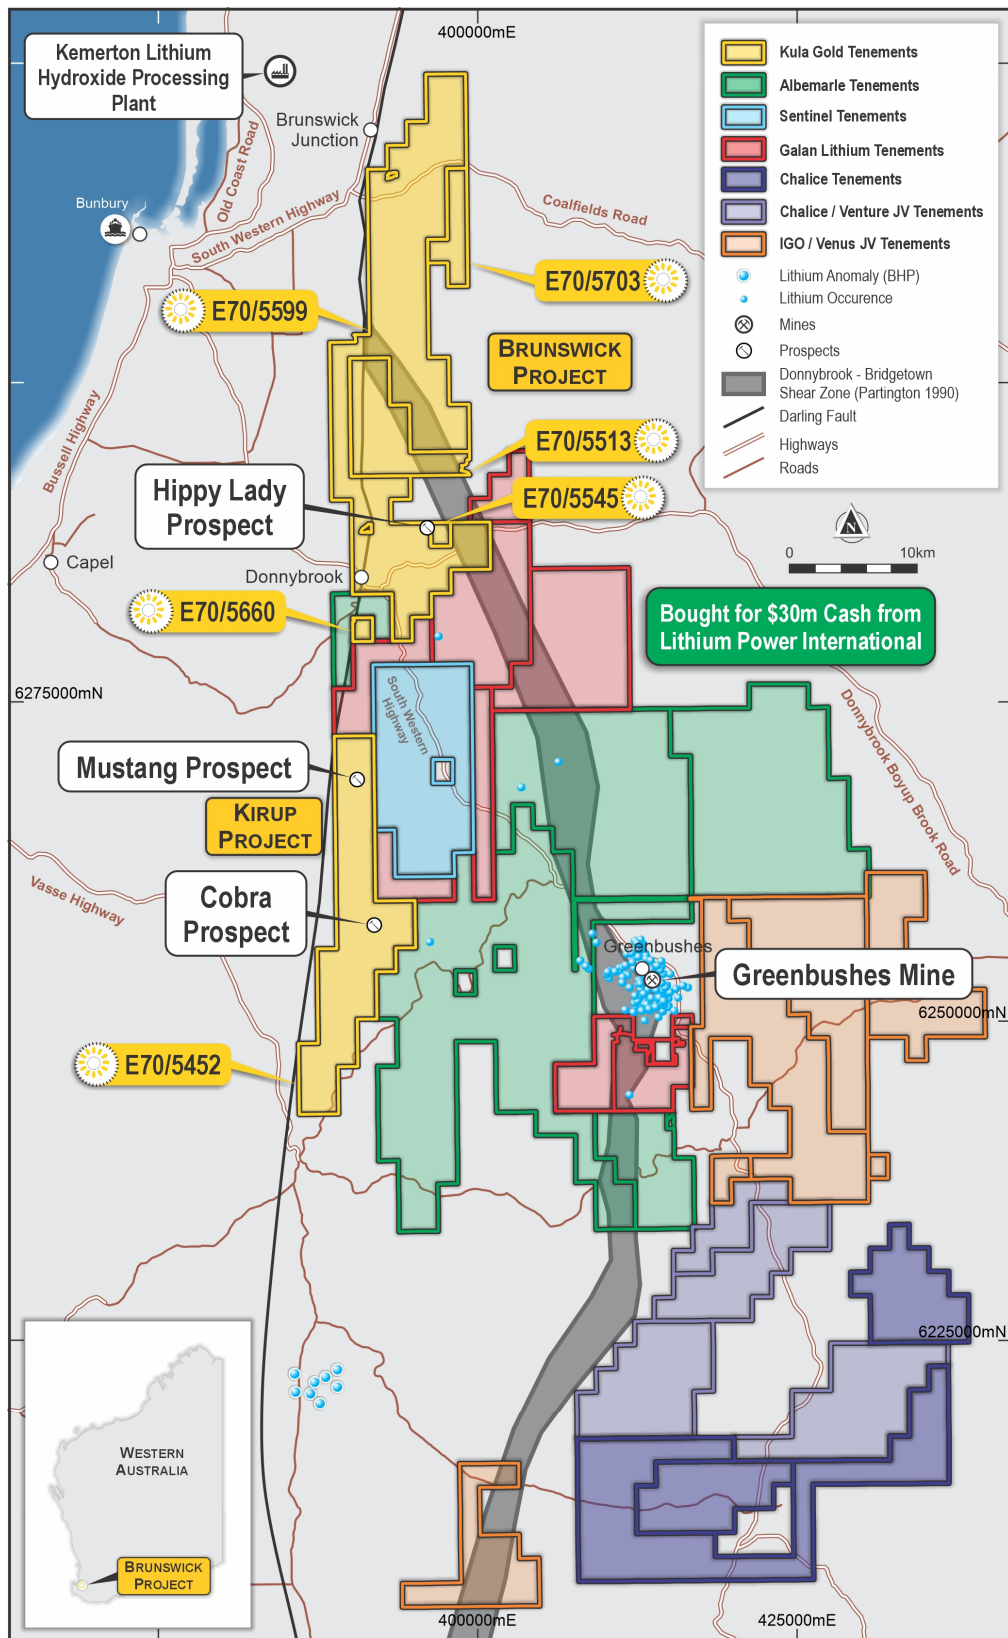 400000mE
Kemerton Lithium
Hydroxide Processing
Plant
Kula Gold Tenements
Albemarle Tenements
Sentinel Tenements
Galan Lithium Tenements
Chalice Tenements
Chalice / Venture JV Tenements
IGO / Venus JV Tenements
Lithium Anomaly (BHP)
Lithium Occurence
Mines
Prospects
Donnybrook - Bridgetown
Shear Zone (Partington 1990)
Darling Fault
Highways
Roads
Brunswick
Junction
Old Coast Road
South Western Highway
Coalfields Road
Bunbury
E70/5703
E70/5599
BRUNSWICK
PROJECT
Bussell Highway
E70/5513
Hippy Lady
Prospect
E70/5545
N
0 10km
Capel
Donnybrook
E70/5660
Bought for $30m Cash from
Lithium Power International
6275000mN
South Western
Highway
Donnybrook Boyup Brook Road
Mustang Prospect
KIRUP
PROJECT
Vasse Highway
Cobra
Prospect
Greenbushes
Greenbushes Mine
6250000mN
E70/5452
6225000mN
WESTERN
AUSTRALIA
BRUNSWICK
PROJECT
400000mE
425000mE